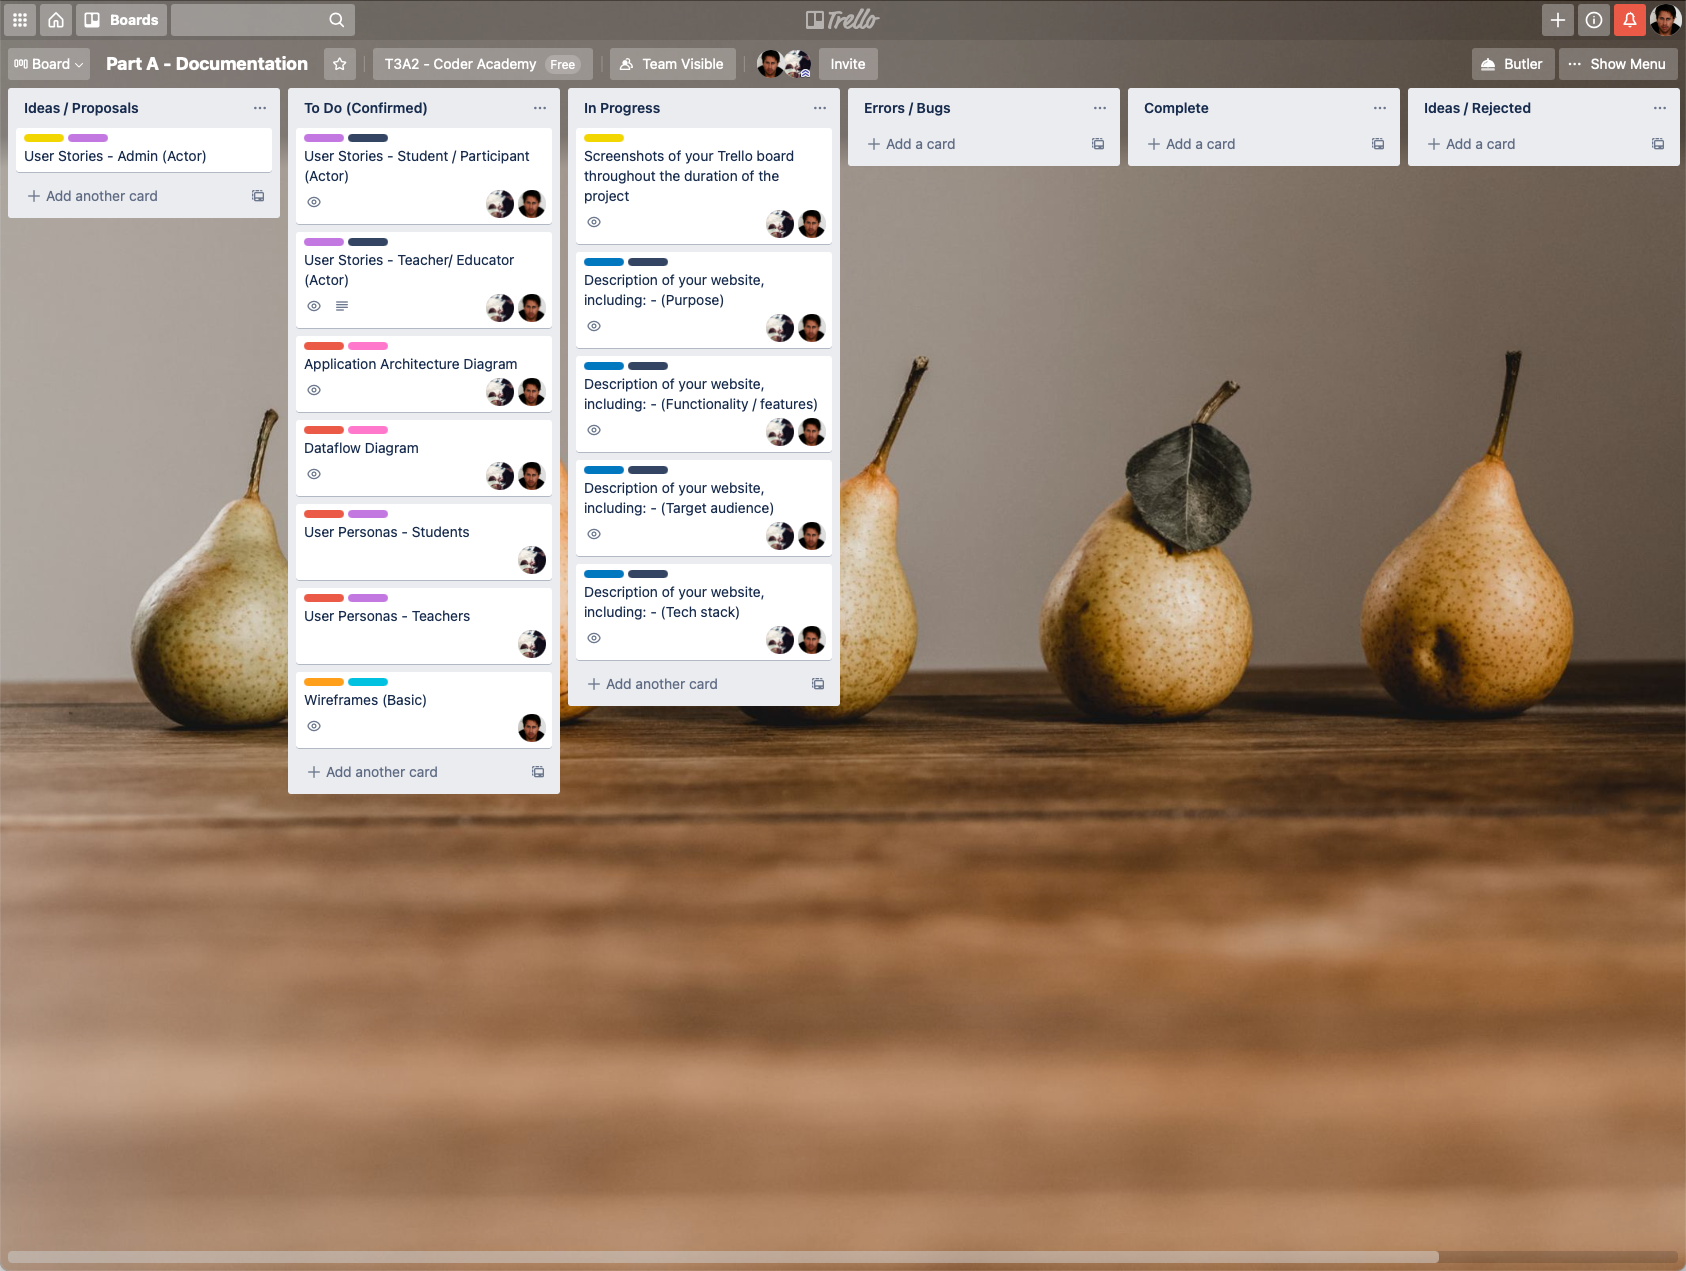 Boards
Trello
Board
Part A - Documentation
T3A2 - Coder Academy Free
Team Visible
Invite
Butler
Show Menu
Ideas / Proposals
User Stories - Admin (Actor)
Add another card
To Do (Confirmed)
User Stories - Student / Participant
(Actor)
User Stories - Teacher/ Educator
(Actor)
Application Architecture Diagram
Dataflow Diagram
User Personas - Students
User Personas - Teachers
Wireframes (Basic)
Add another card
In Progress
Screenshots of your Trello board
throughout the duration of the
project
Description of your website,
including: - (Purpose)
Description of your website,
including: - (Functionality / features)
Description of your website,
including: - (Target audience)
Description of your website,
including: - (Tech stack)
Add another card
Errors / Bugs
Add a card
Complete
Add a card
Ideas / Rejected
Add a card